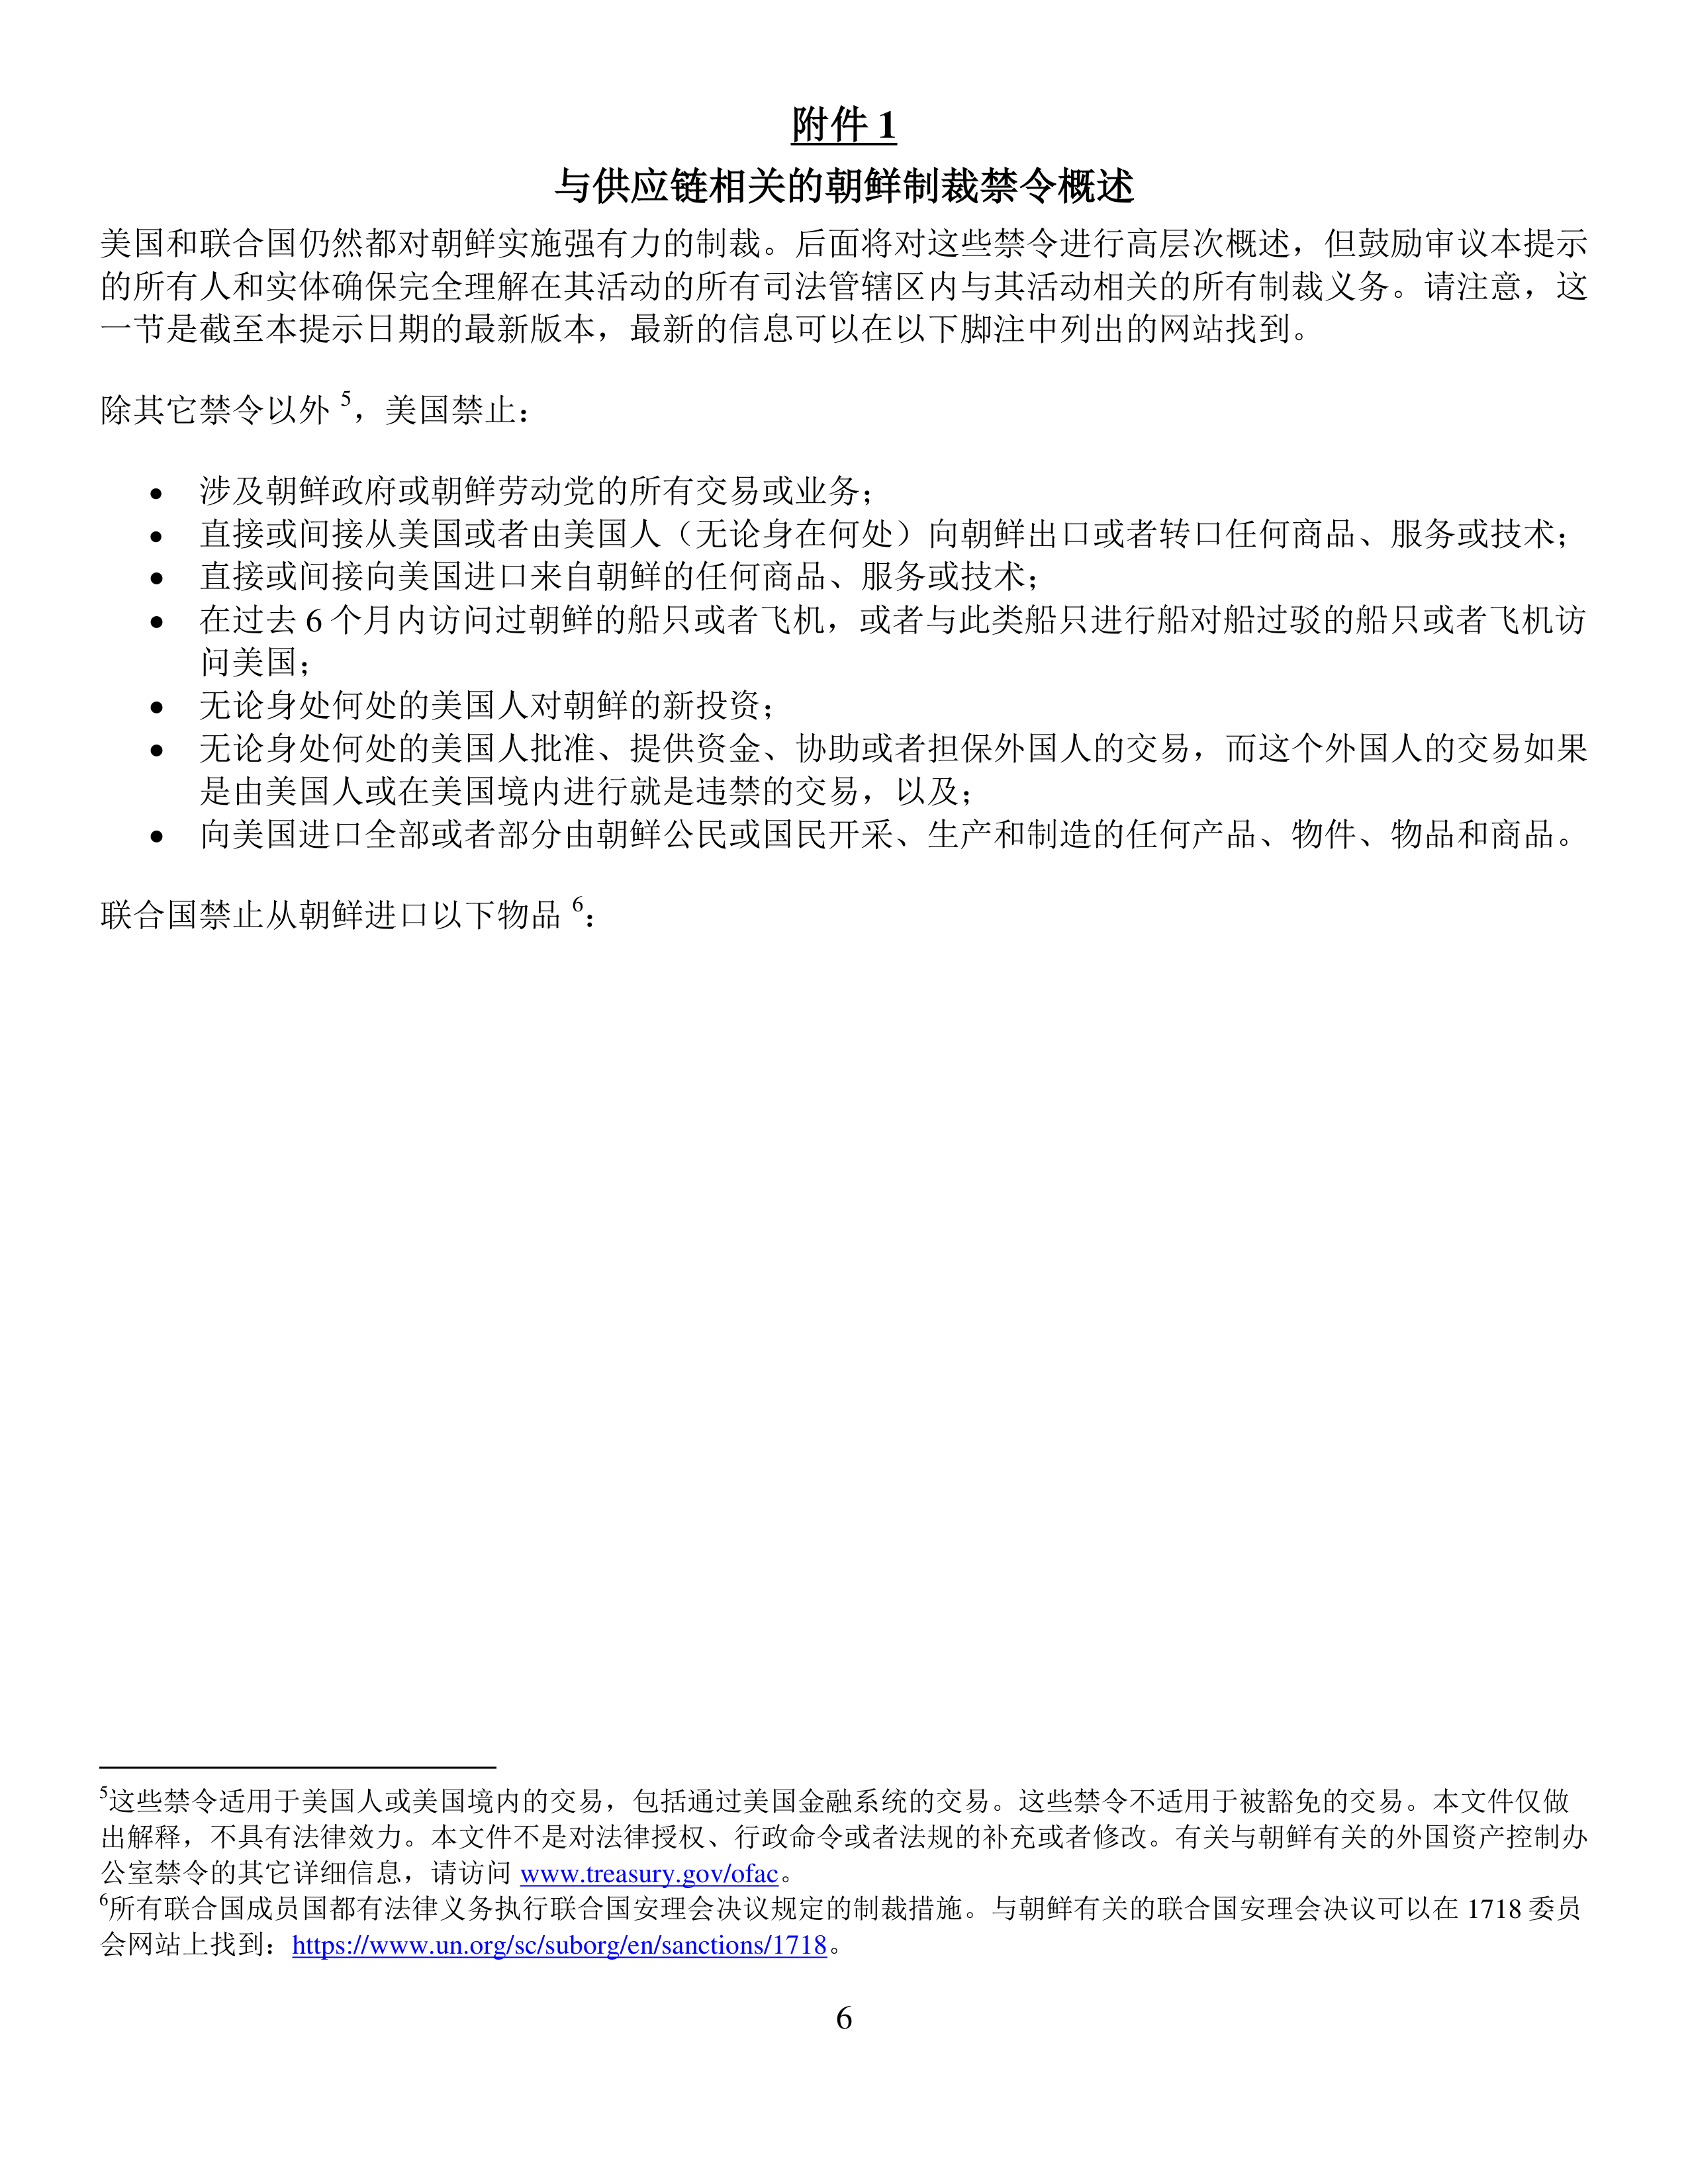 附件 1
与供应链相关的朝鲜制裁禁令概述
美国和联合国仍然都对朝鲜实施强有力的制裁。后面将对这些禁令进行高层次概述，但鼓励审议本提示
的所有人和实体确保完全理解在其活动的所有司法管辖区内与其活动相关的所有制裁义务。请注意，这
一节是截至本提示日期的最新版本，最新的信息可以在以下脚注中列出的网站找到。
除其它禁令以外 5，美国禁止：
• 涉及朝鲜政府或朝鲜劳动党的所有交易或业务；
• 直接或间接从美国或者由美国人（无论身在何处）向朝鲜出口或者转口任何商品、服务或技术；
• 直接或间接向美国进口来自朝鲜的任何商品、服务或技术；
• 在过去 6 个月内访问过朝鲜的船只或者飞机，或者与此类船只进行船对船过驳的船只或者飞机访
问美国；
• 无论身处何处的美国人对朝鲜的新投资；
• 无论身处何处的美国人批准、提供资金、协助或者担保外国人的交易，而这个外国人的交易如果
是由美国人或在美国境内进行就是违禁的交易，以及；
• 向美国进口全部或者部分由朝鲜公民或国民开采、生产和制造的任何产品、物件、物品和商品。
联合国禁止从朝鲜进口以下物品 6：
5这些禁令适用于美国人或美国境内的交易，包括通过美国金融系统的交易。这些禁令不适用于被豁免的交易。本文件仅做
出解释，不具有法律效力。本文件不是对法律授权、行政命令或者法规的补充或者修改。有关与朝鲜有关的外国资产控制办
公室禁令的其它详细信息，请访问 www.treasury.gov/ofac。
6所有联合国成员国都有法律义务执行联合国安理会决议规定的制裁措施。与朝鲜有关的联合国安理会决议可以在 1718 委员
会网站上找到：https://www.un.org/sc/suborg/en/sanctions/1718。
6